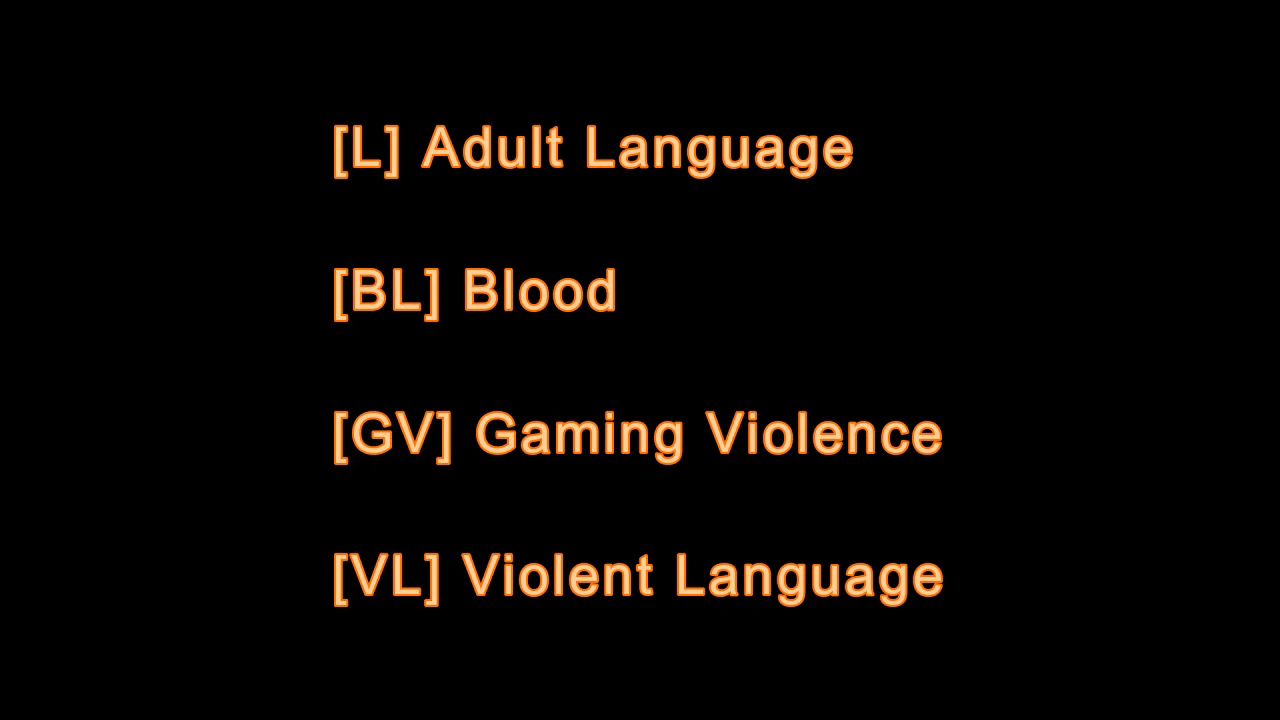 [L] Adult Language
[BL] Blood
[GV] Gaming Violence
[VL] Violent Language